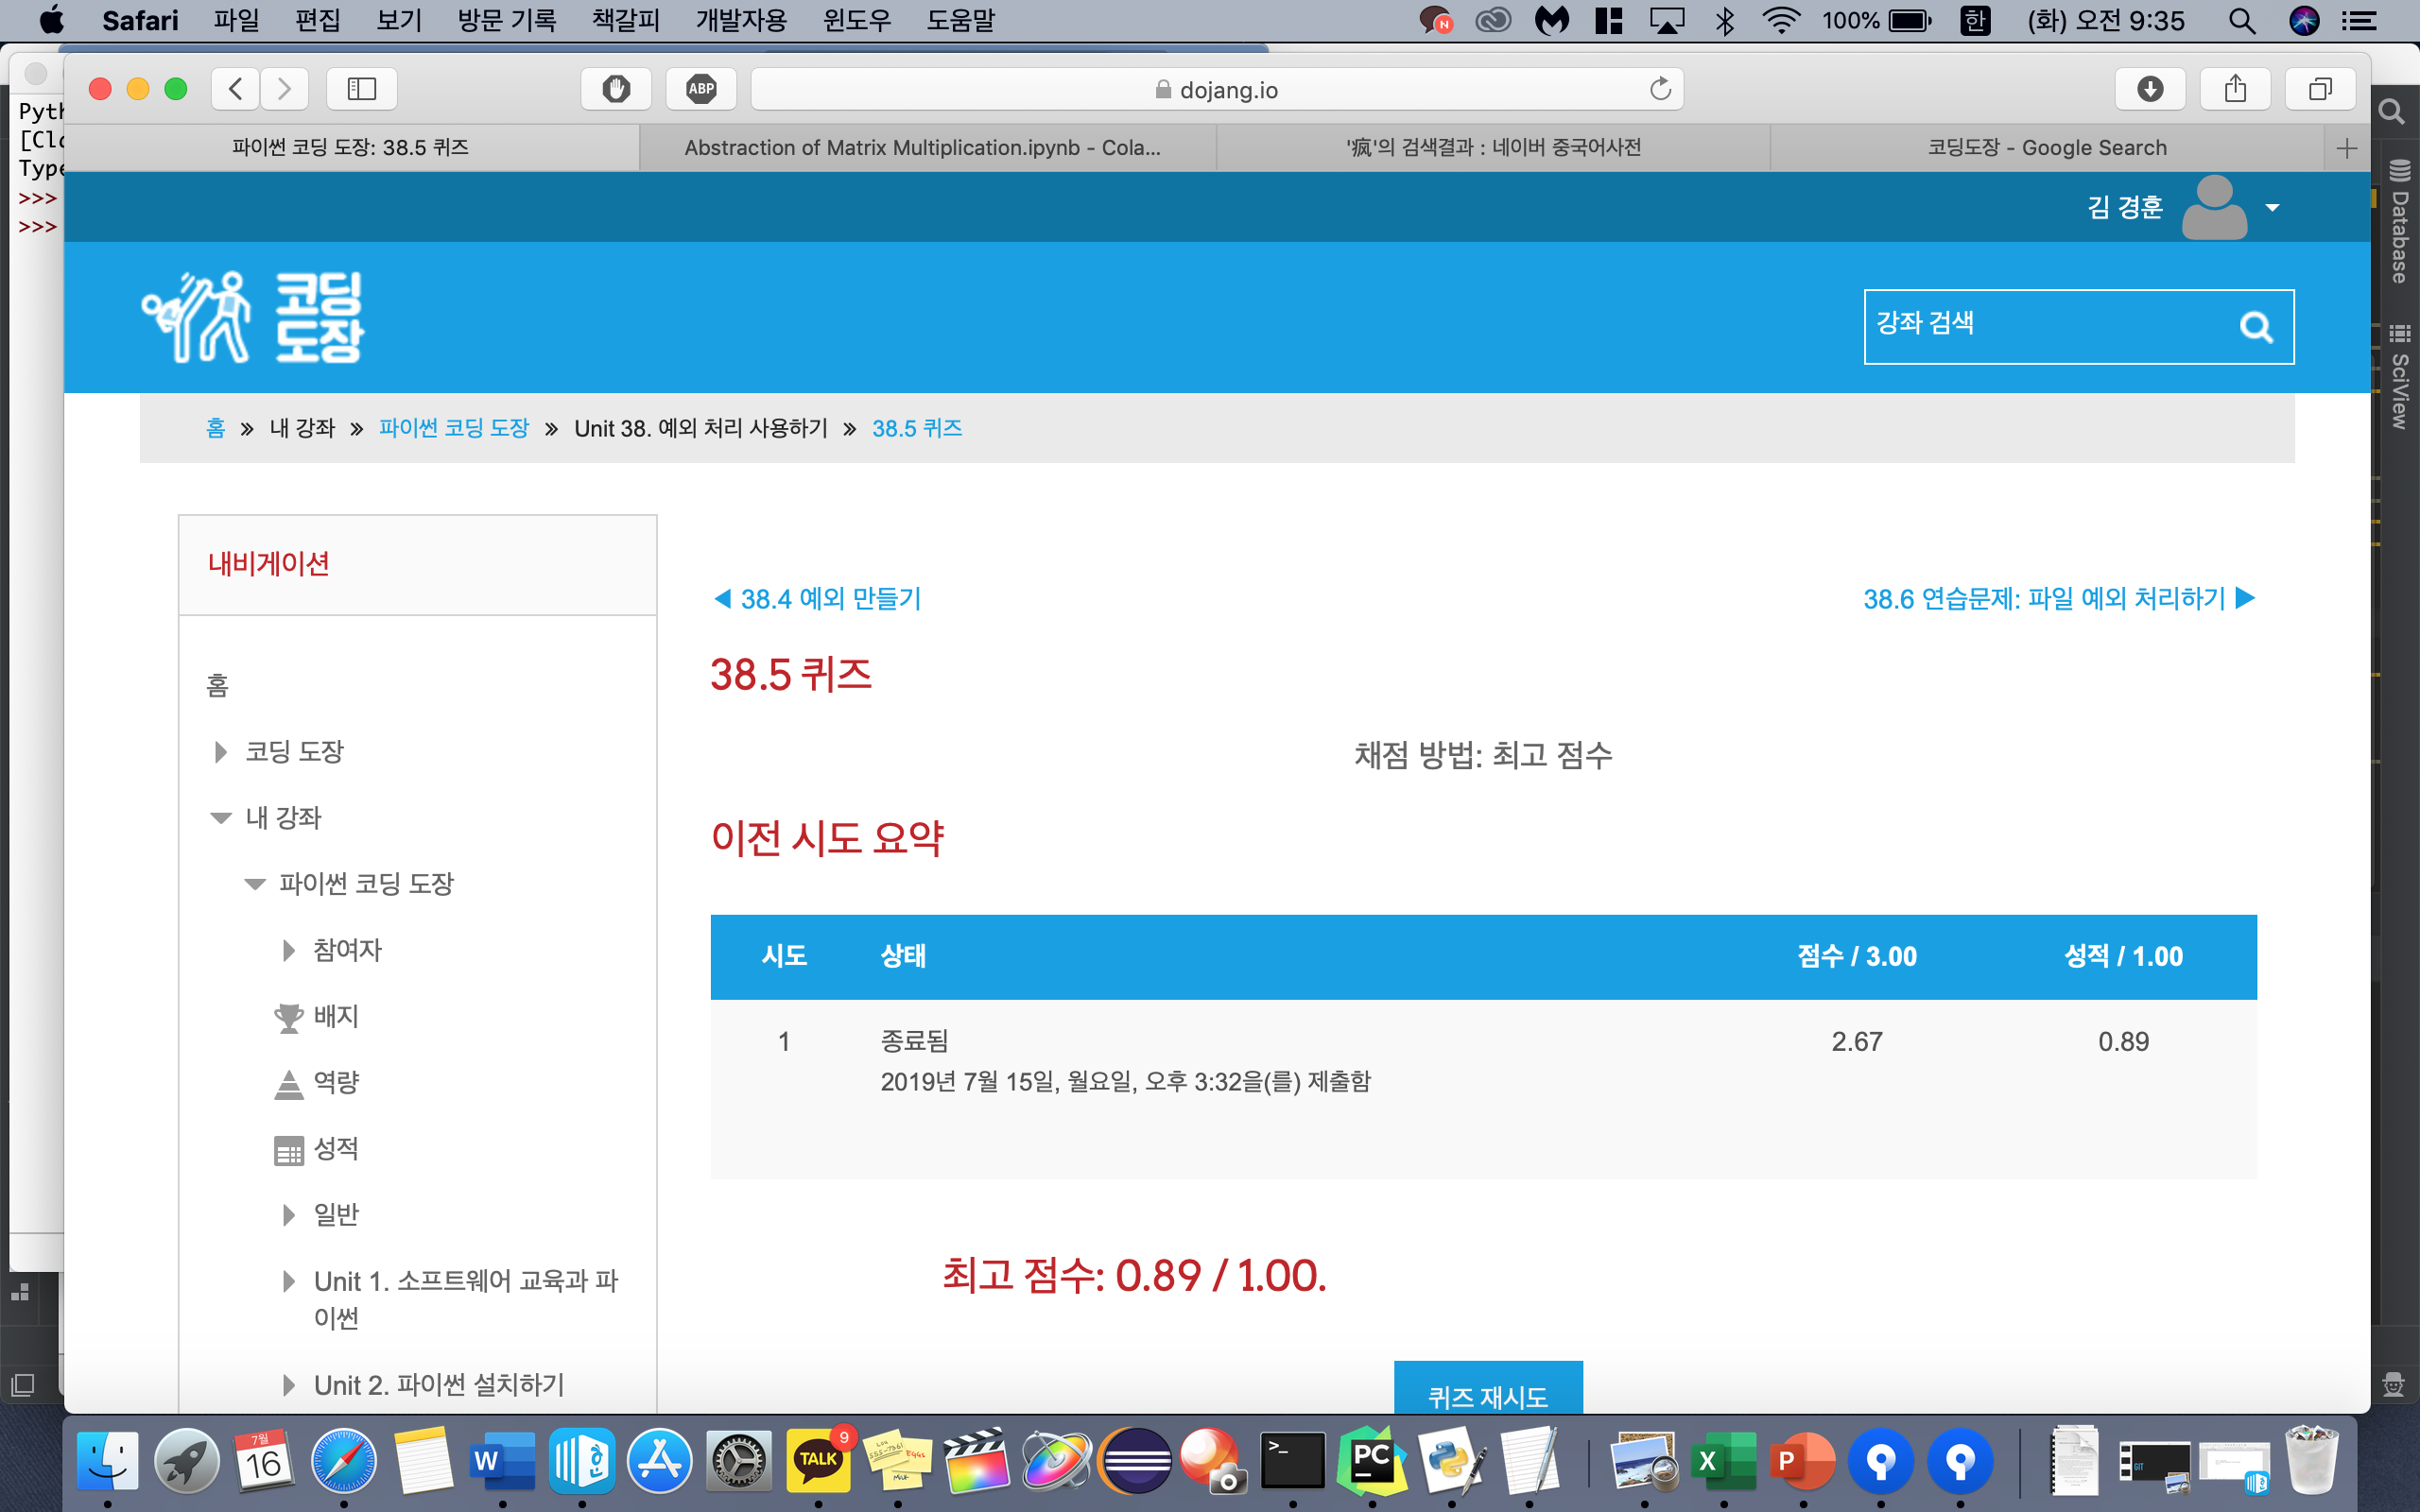 Safari 파일 편집 보기 방문 기록 책갈피 개발자용 윈도우 도움말 N 100% 한 (화) 오전 9:35
ABP dojang.io
파이썬 코딩 도장: 38.5 퀴즈 Abstraction of Matrix Multiplication.ipynb - Cola... '疯'의 검색결과 : 네이버 중국어사전 코딩도장 - Google Search
>>>
>>>
김 경훈
코딩
도장
강좌 검색
Database
SciView
홈 » 내 강좌 » 파이썬 코딩 도장 » Unit 38. 예외 처리 사용하기 » 38.5 퀴즈
내비게이션
홈
코딩 도장
내 강좌
파이썬 코딩 도장
참여자
배지
역량
성적
일반
Unit 1. 소프트웨어 교육과 파
이썬
Unit 2. 파이썬 설치하기
◀ 38.4 예외 만들기
38.6 연습문제: 파일 예외 처리하기 ▶
38.5 퀴즈
채점 방법: 최고 점수
이전 시도 요약
시도 상태 점수 / 3.00 성적 / 1.00
1 종료됨 2.67 0.89
2019년 7월 15일, 월요일, 오후 3:32을(를) 제출함
최고 점수: 0.89 / 1.00.
퀴즈 재시도
7월
16
W
한
TALK
9
>_
PC
X
P
GIT